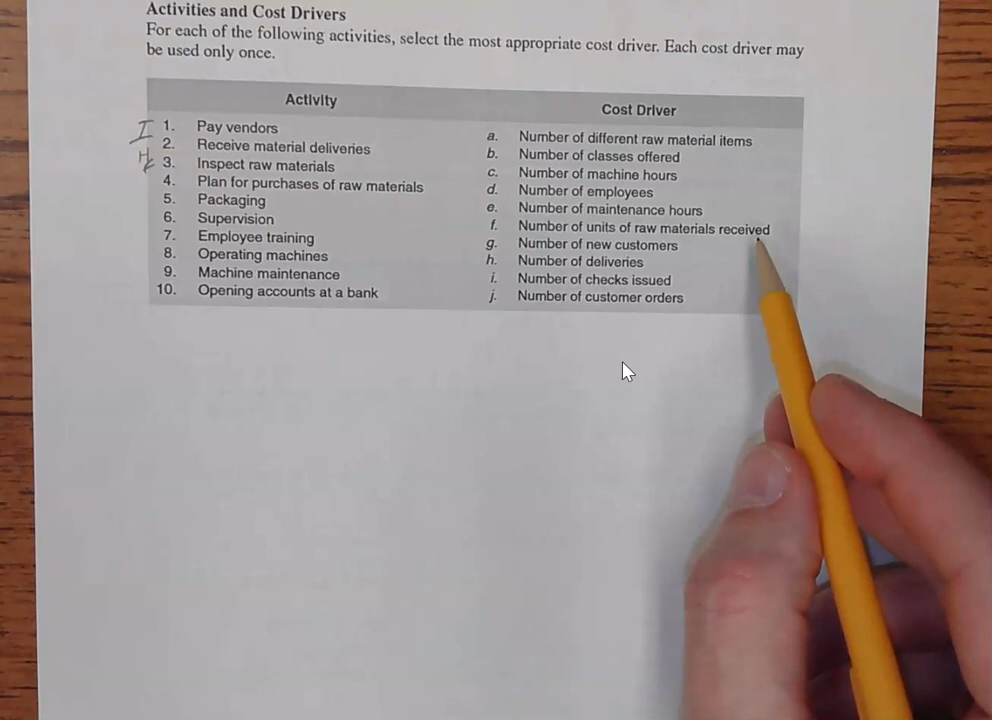 Activities and Cost Drivers
For each of the following activities, select the most appropriate cost driver. Each cost driver may
be used only once.
Activity
I 1. Pay vendors
2. Receive material deliveries
H 3. Inspect raw materials
4. Plan for purchases of raw materials
5. Packaging
6. Supervision
7. Employee training
8. Operating machines
9. Machine maintenance
10. Opening accounts at a bank
Cost Driver
a. Number of different raw material items
b. Number of classes offered
c. Number of machine hours
d. Number of employees
e. Number of maintenance hours
f. Number of units of raw materials received
g. Number of new customers
h. Number of deliveries
i. Number of checks issued
j. Number of customer orders